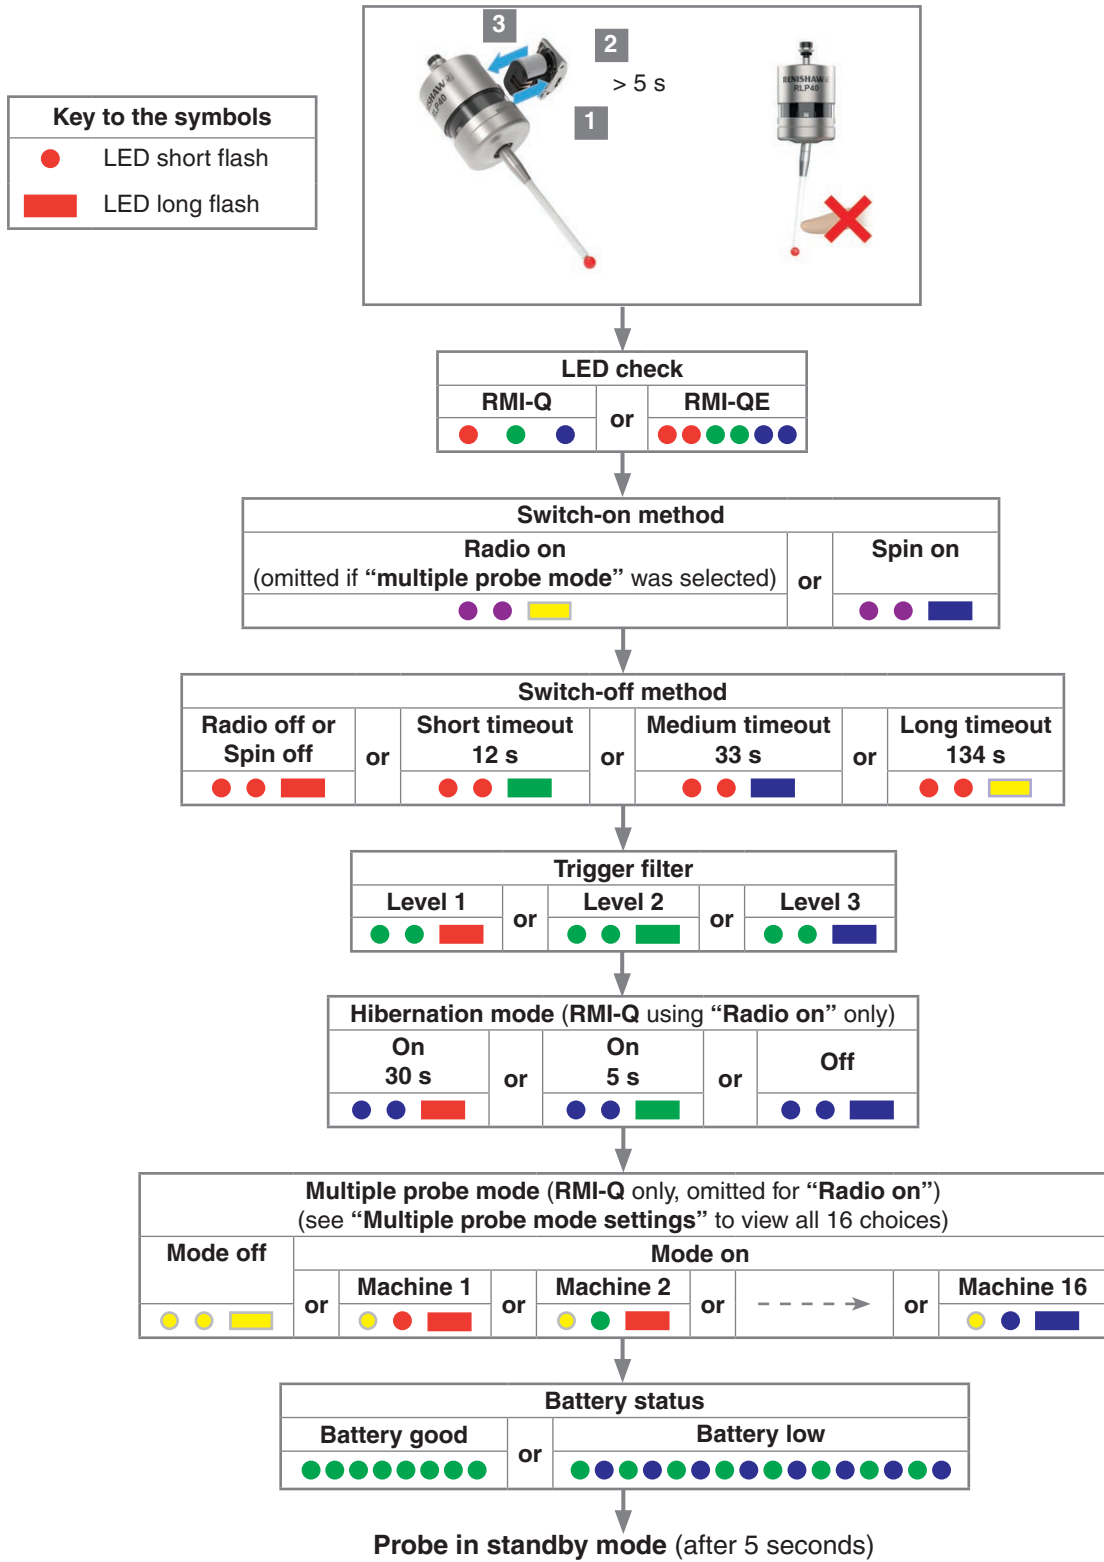 3
2
> 5 s
1
RENISHAW
RLP40
RENISHAW
RLP40
Key to the symbols
LED short flash
LED long flash
LED check
RMI-Q or RMI-QE
Switch-on method
Radio on
(omitted if “multiple probe mode” was selected)
or
Spin on
Switch-off method
Radio off or
Spin off
or
Short timeout
12 s
or
Medium timeout
33 s
or
Long timeout
134 s
Trigger filter
Level 1 or Level 2 or Level 3
Hibernation mode (RMI-Q using “Radio on” only)
On
30 s
or
On
5 s
or
Off
Multiple probe mode (RMI-Q only, omitted for “Radio on”)
(see “Multiple probe mode settings” to view all 16 choices)
Mode off
Mode on
or
Machine 1
or
Machine 2
or
or
Machine 16
Battery status
Battery good or Battery low
Probe in standby mode (after 5 seconds)